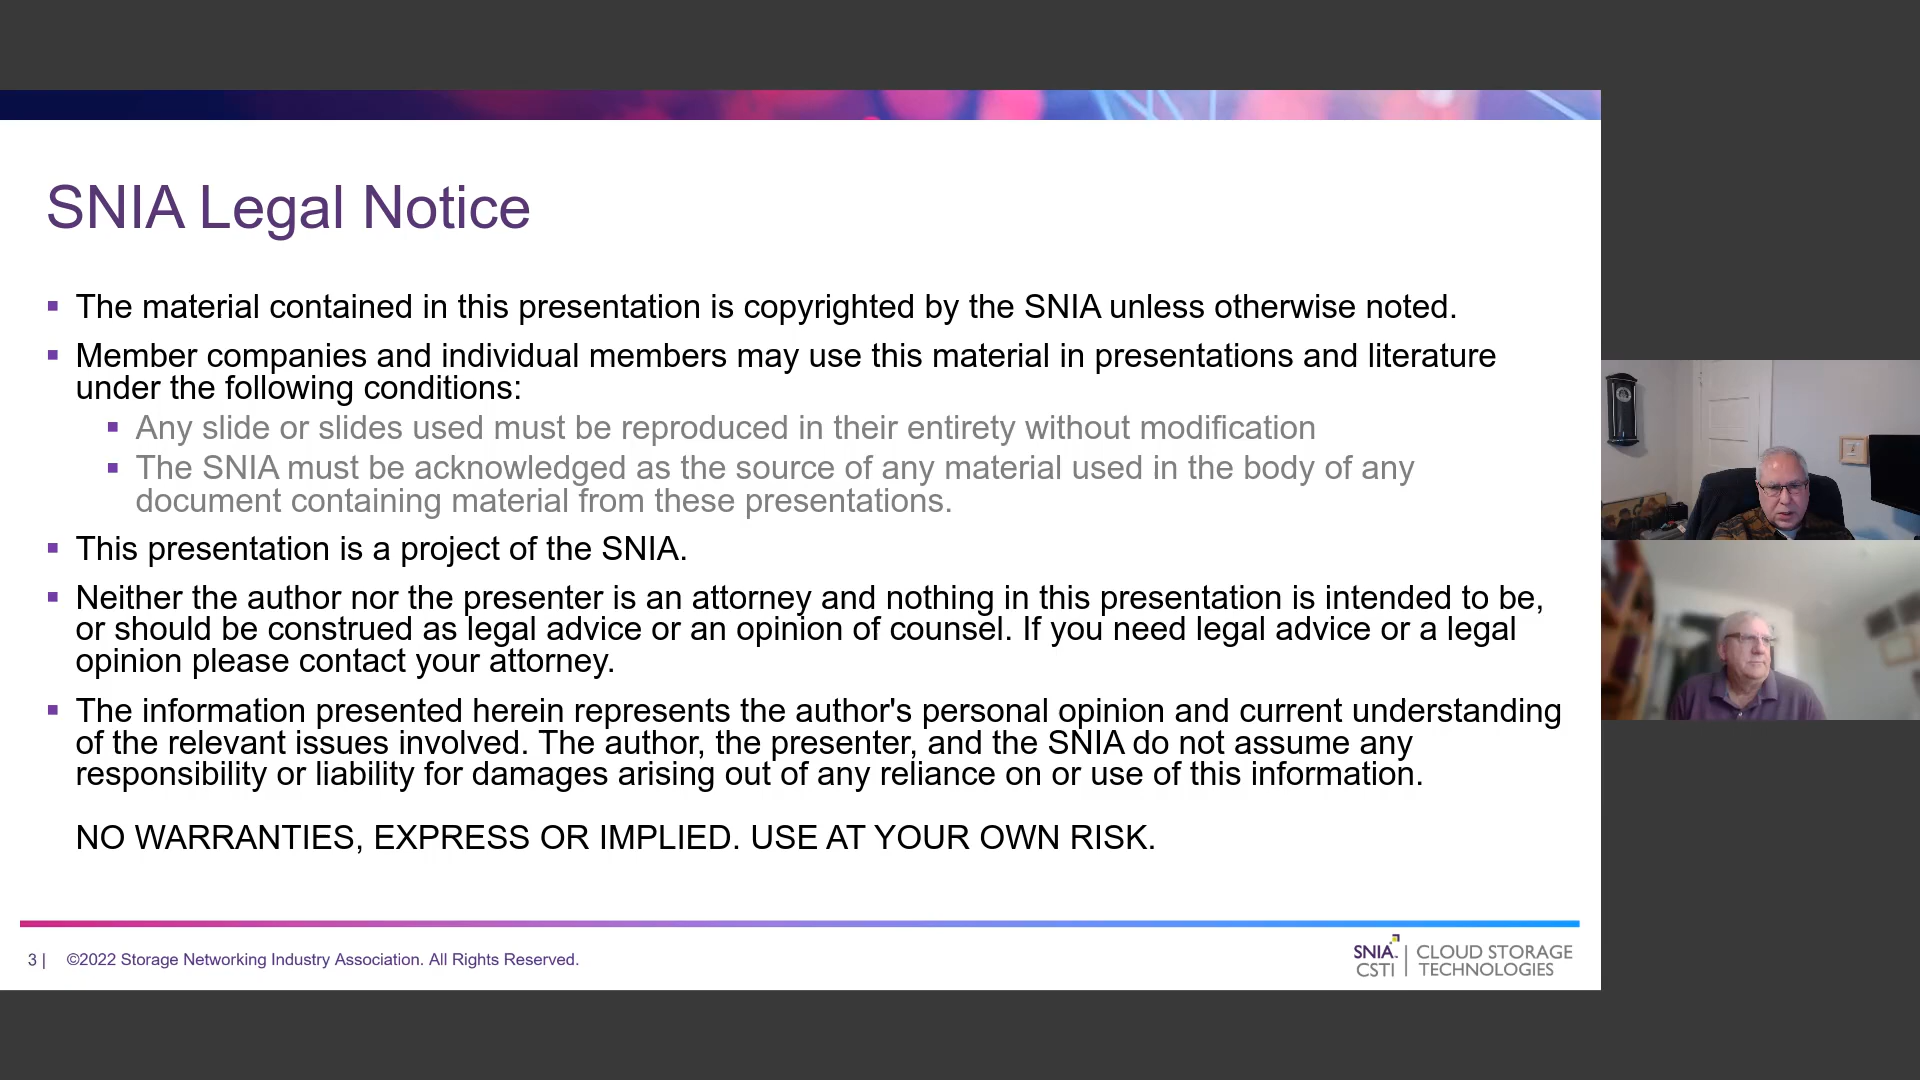 SNIA Legal Notice
▪ The material contained in this presentation is copyrighted by the SNIA unless otherwise noted.
▪ Member companies and individual members may use this material in presentations and literature
under the following conditions:
▪ Any slide or slides used must be reproduced in their entirety without modification
▪ The SNIA must be acknowledged as the source of any material used in the body of any
document containing material from these presentations.
▪ This presentation is a project of the SNIA.
▪ Neither the author nor the presenter is an attorney and nothing in this presentation is intended to be,
or should be construed as legal advice or an opinion of counsel. If you need legal advice or a legal
opinion please contact your attorney.
▪ The information presented herein represents the author's personal opinion and current understanding
of the relevant issues involved. The author, the presenter, and the SNIA do not assume any
responsibility or liability for damages arising out of any reliance on or use of this information.
NO WARRANTIES, EXPRESS OR IMPLIED. USE AT YOUR OWN RISK.
3 | ©2022 Storage Networking Industry Association. All Rights Reserved.
SNIA. | CLOUD STORAGE
CSTI | TECHNOLOGIES